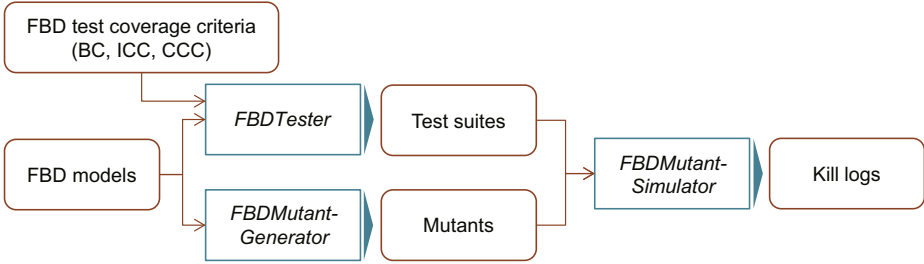 FBD test coverage criteria
(BC, ICC, CCC)
FBDTester
Test suites
FBD models
FBDMutant-
Simulator
Kill logs
FBDMutant-
Generator
Mutants